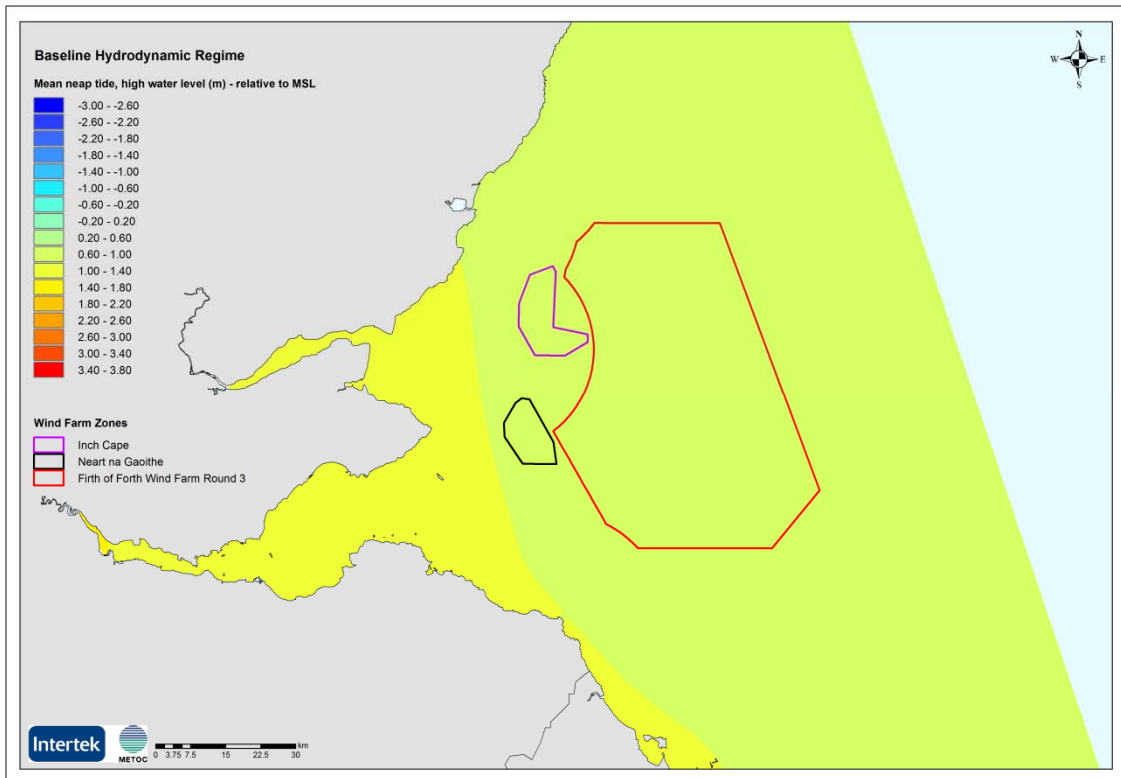 Baseline Hydrodynamic Regime
Mean neap tide, high water level (m) - relative to MSL
-3.00 - -2.60
-2.60 - -2.20
-2.20 - -1.80
-1.80 - -1.40
-1.40 - -1.00
-1.00 - -0.60
-0.60 - -0.20
-0.20 - 0.20
0.20 - 0.60
0.60 - 1.00
1.00 - 1.40
1.40 - 1.80
1.80 - 2.20
2.20 - 2.60
2.60 - 3.00
3.00 - 3.40
3.40 - 3.80
Wind Farm Zones
Inch Cape
Neart na Gaoithe
Firth of Forth Wind Farm Round 3
N
W E
S
Intertek
METOC
km
0 3.75 7.5 15 22.5 30